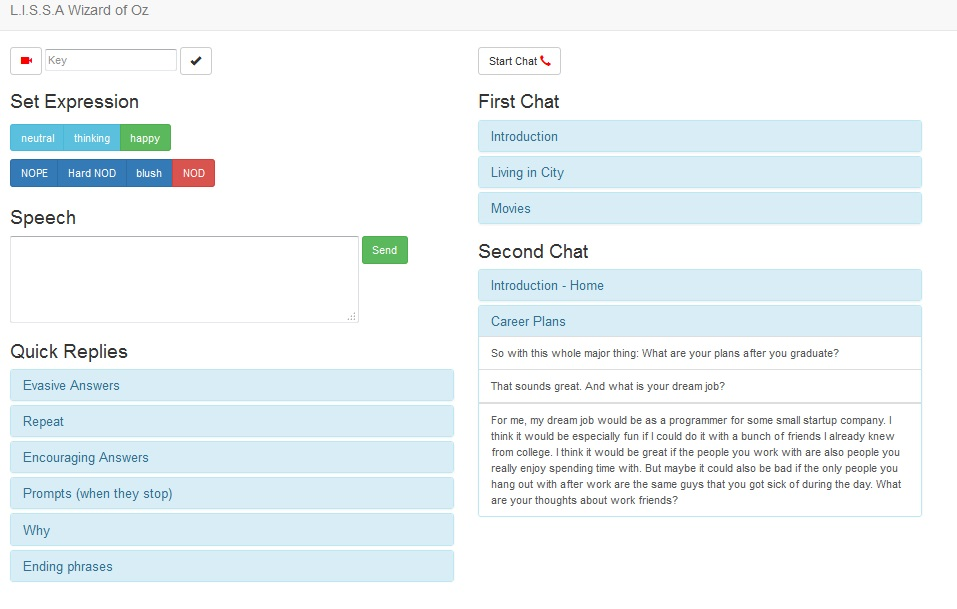 L.I.S.S.A Wizard of Oz
Key
Set Expression
neutral thinking happy
NOPE Hard NOD blush NOD
Speech
Send
Quick Replies
Evasive Answers
Repeat
Encouraging Answers
Prompts (when they stop)
Why
Ending phrases
Start Chat
First Chat
Introduction
Living in City
Movies
Second Chat
Introduction - Home
Career Plans
So with this whole major thing: What are your plans after you graduate?
That sounds great. And what is your dream job?
For me, my dream job would be as a programmer for some small startup company. I
think it would be especially fun if I could do it with a bunch of friends I already knew
from college. I think it would be great if the people you work with are also people you
really enjoy spending time with. But maybe it could also be bad if the only people you
hang out with after work are the same guys that you got sick of during the day. What
are your thoughts about work friends?